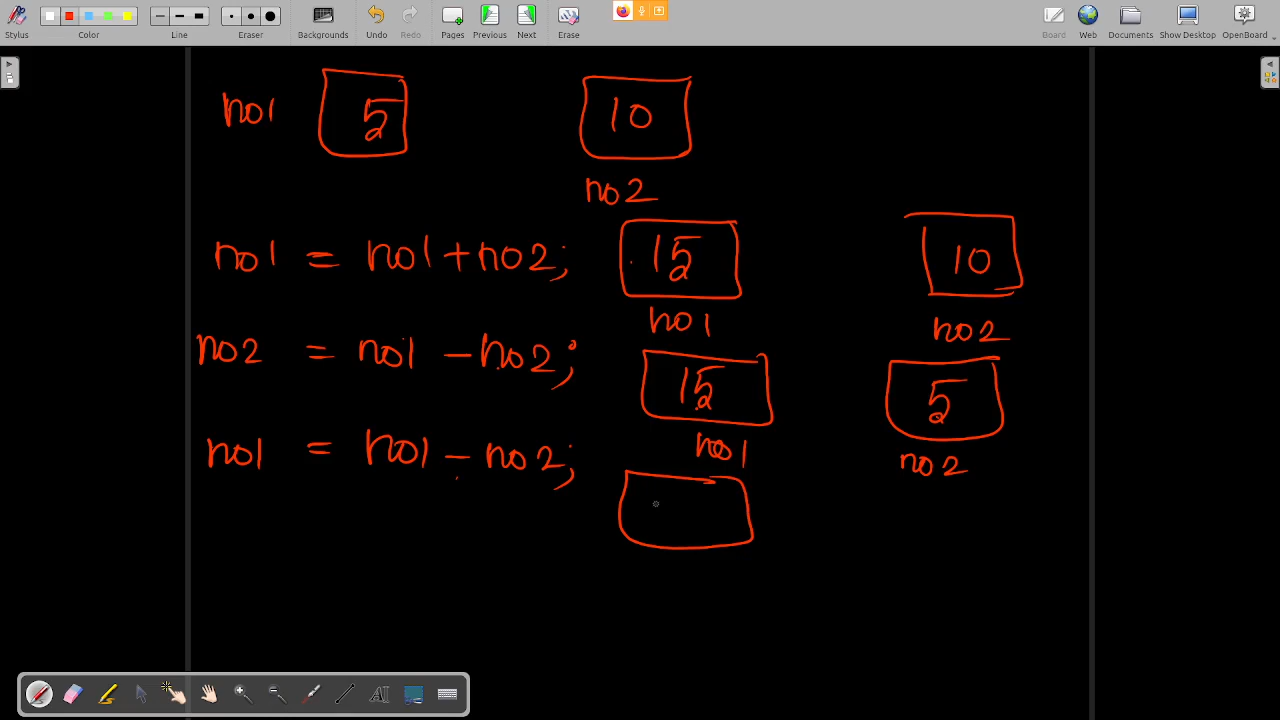 Stylus Color Line Eraser Backgrounds Undo Redo Pages Previous Next Erase Board Web Documents Show Desktop OpenBoard
no1 5 10
no2
no1 = no1 + no2; 15 10
no1 no2
no2 = no1 - no2; 15 5
no1 = no1 - no2; no1 no2